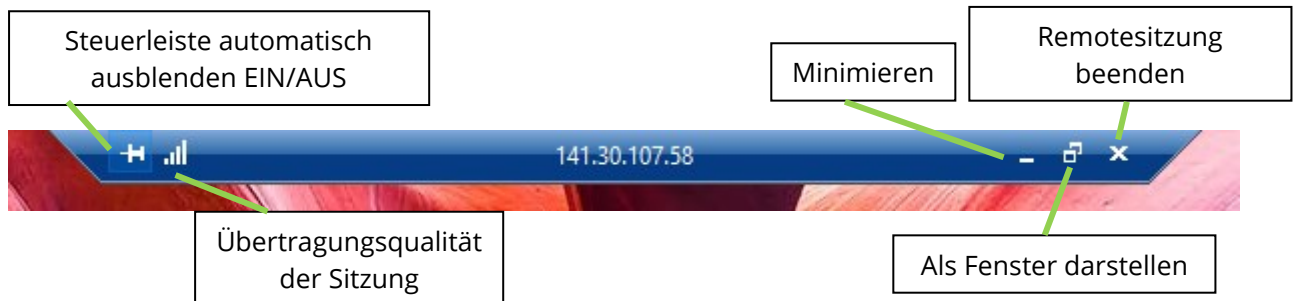 Steuerleiste automatisch
ausblenden EIN/AUS
Minimieren
Remotesitzung
beenden
141.30.107.58
Übertragungsqualität
der Sitzung
Als Fenster darstellen